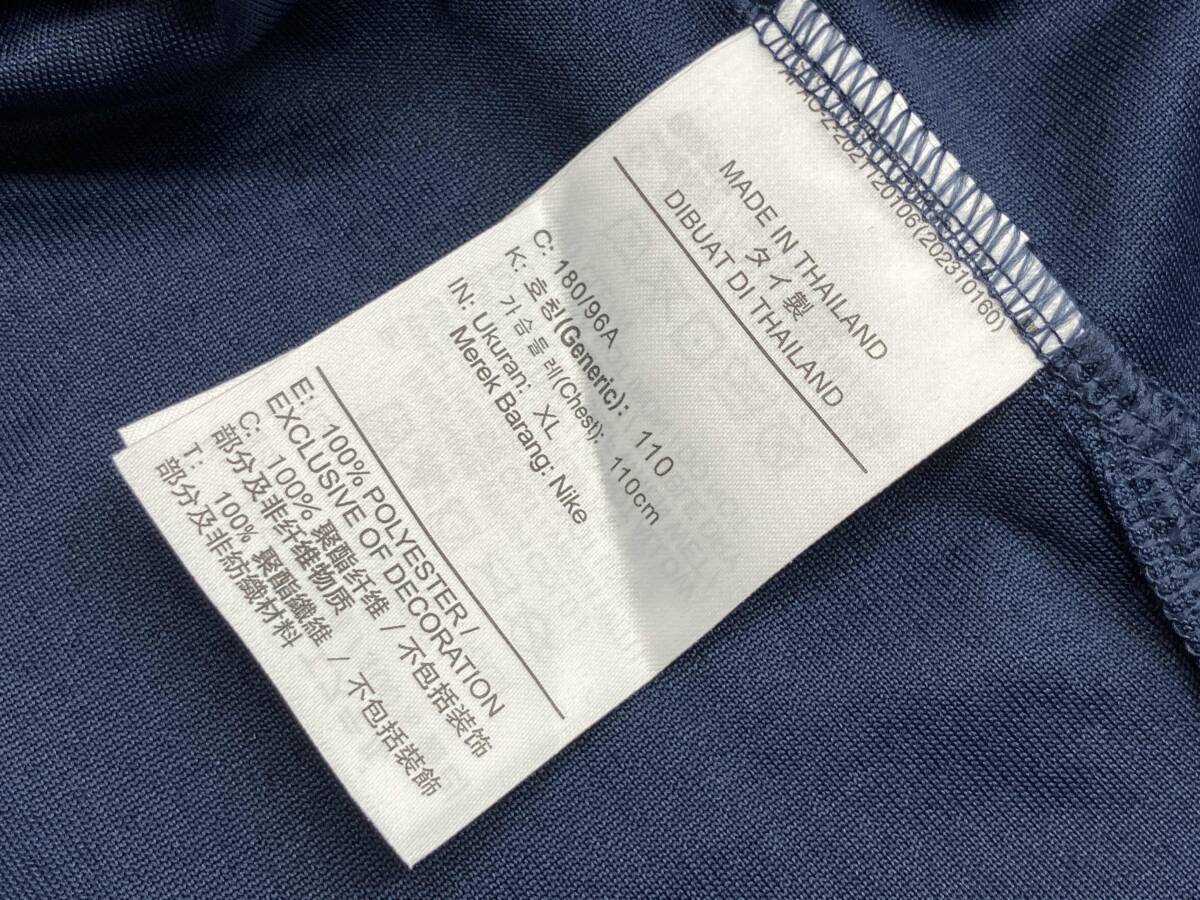 2-2021120106(202310160)
MADE IN THAILAND
タイ製
DIBUAT DI THAILAND
C: 180/96A
K: 호칭(Generic): 110
가슴둘레(Chest): 110cm
IN: Ukuran: XL
Merek Barang: Nike
E: 100% POLYESTER /
EXCLUSIVE OF DECORATION
C: 100% 聚酯纤维 / 不包括装饰
部分及非纤维物质
T: 100% 聚酯纖維 / 不包括裝飾
部分及非紡織材料